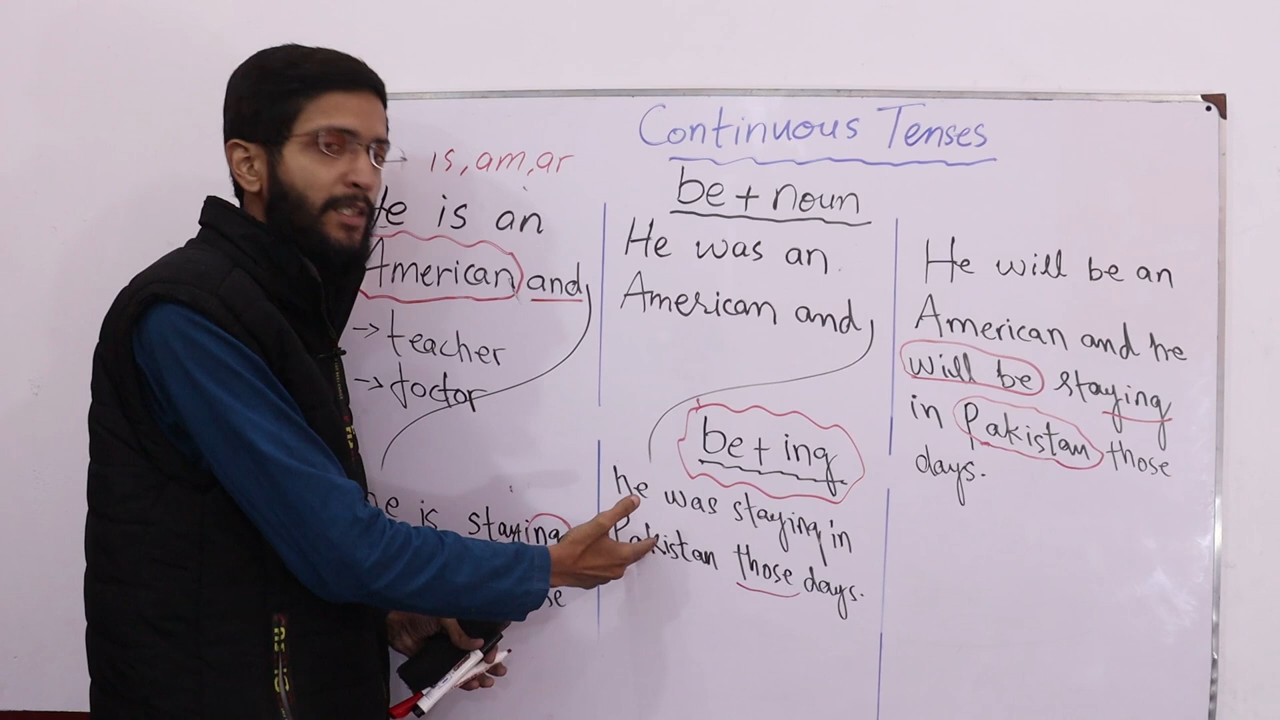 Continuous Tenses
→ is, am, ar
He is an
American and,
→ teacher
→ doctor
he is staying
se
be + noun
He was an
American and,
be + ing
he was staying in
Pakistan those days.
He will be an
American and he
will be staying
in Pakistan those
days.